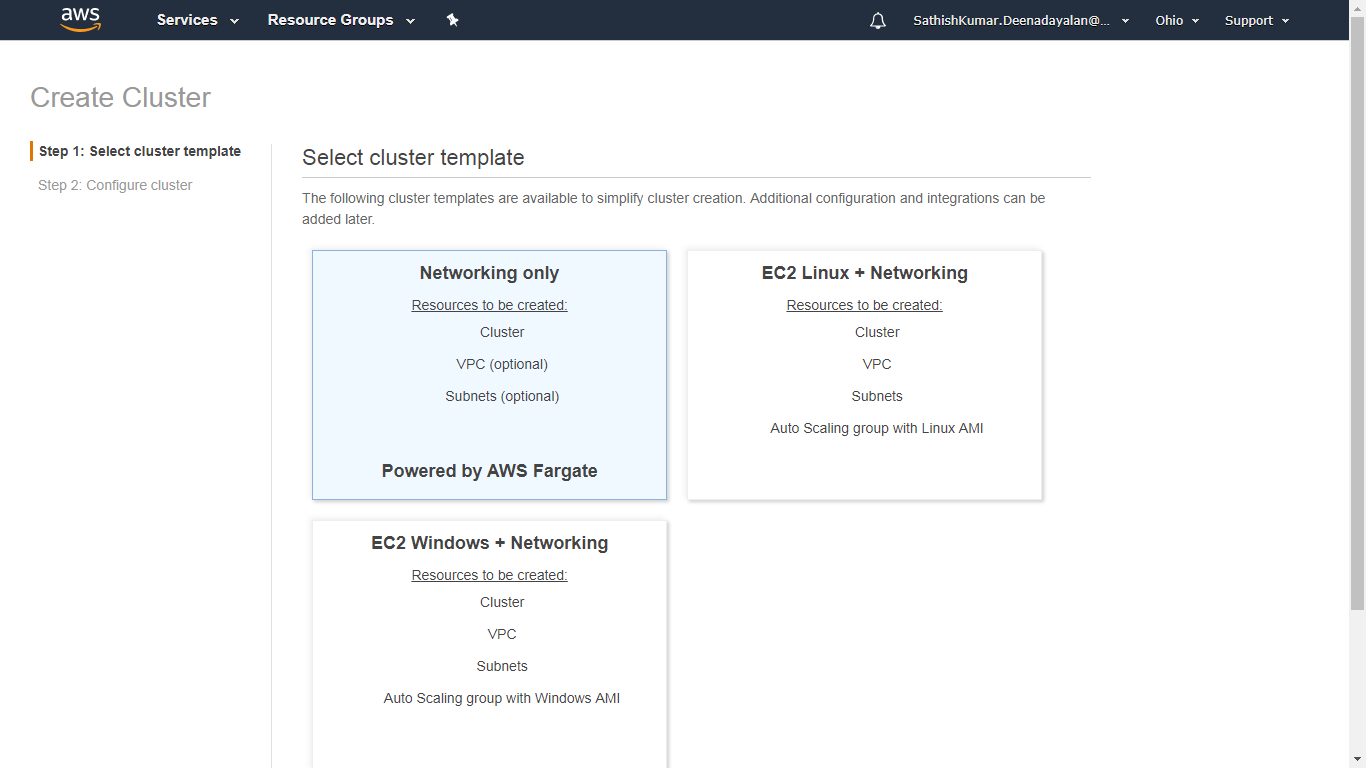 aws
Services
Resource Groups
SathishKumar.Deenadayalan@...
Ohio
Support
Create Cluster
Step 1: Select cluster template
Step 2: Configure cluster
Select cluster template
The following cluster templates are available to simplify cluster creation. Additional configuration and integrations can be
added later.
Networking only
Resources to be created:
Cluster
VPC (optional)
Subnets (optional)
Powered by AWS Fargate
EC2 Linux + Networking
Resources to be created:
Cluster
VPC
Subnets
Auto Scaling group with Linux AMI
EC2 Windows + Networking
Resources to be created:
Cluster
VPC
Subnets
Auto Scaling group with Windows AMI